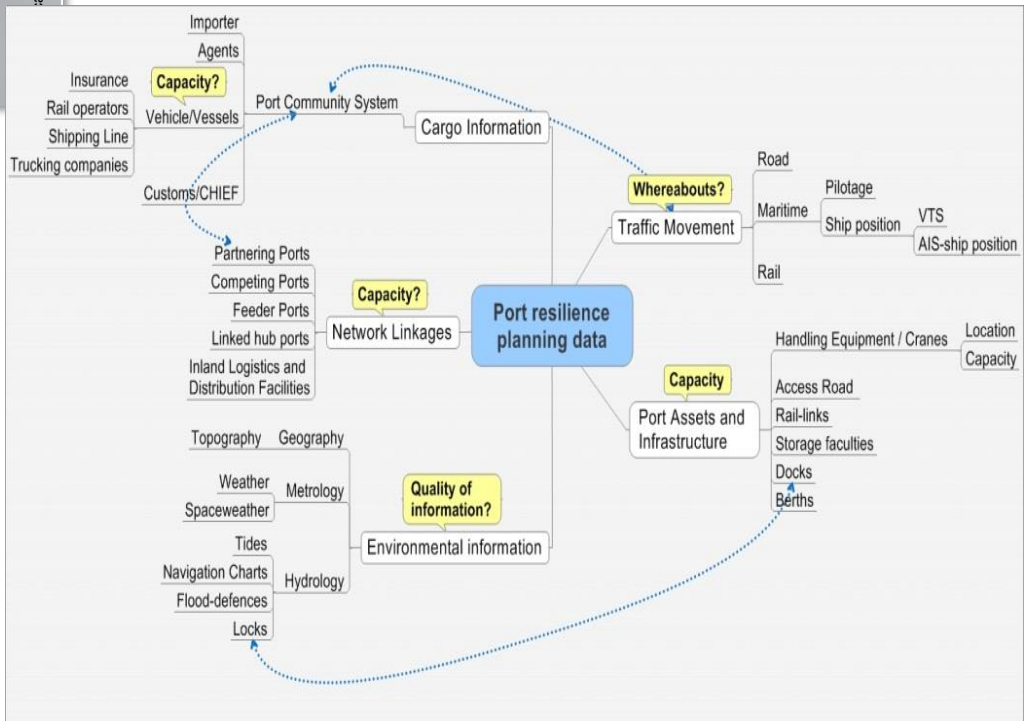 Importer
Agents
Capacity?
Insurance
Rail operators
Shipping Line
Trucking companies
Vehicle/Vessels
Port Community System
Customs/CHIEF
Cargo Information
Whereabouts?
Traffic Movement
Road
Maritime
Pilotage
Ship position
VTS
AIS-ship position
Rail
Partnering Ports
Competing Ports
Feeder Ports
Linked hub ports
Inland Logistics and
Distribution Facilities
Capacity?
Network Linkages
Port resilience
planning data
Capacity
Port Assets and
Infrastructure
Handling Equipment / Cranes
Location
Capacity
Access Road
Rail-links
Storage faculties
Docks
Berths
Topography
Geography
Weather
Spaceweather
Metrology
Quality of
information?
Environmental information
Tides
Navigation Charts
Flood-defences
Locks
Hydrology